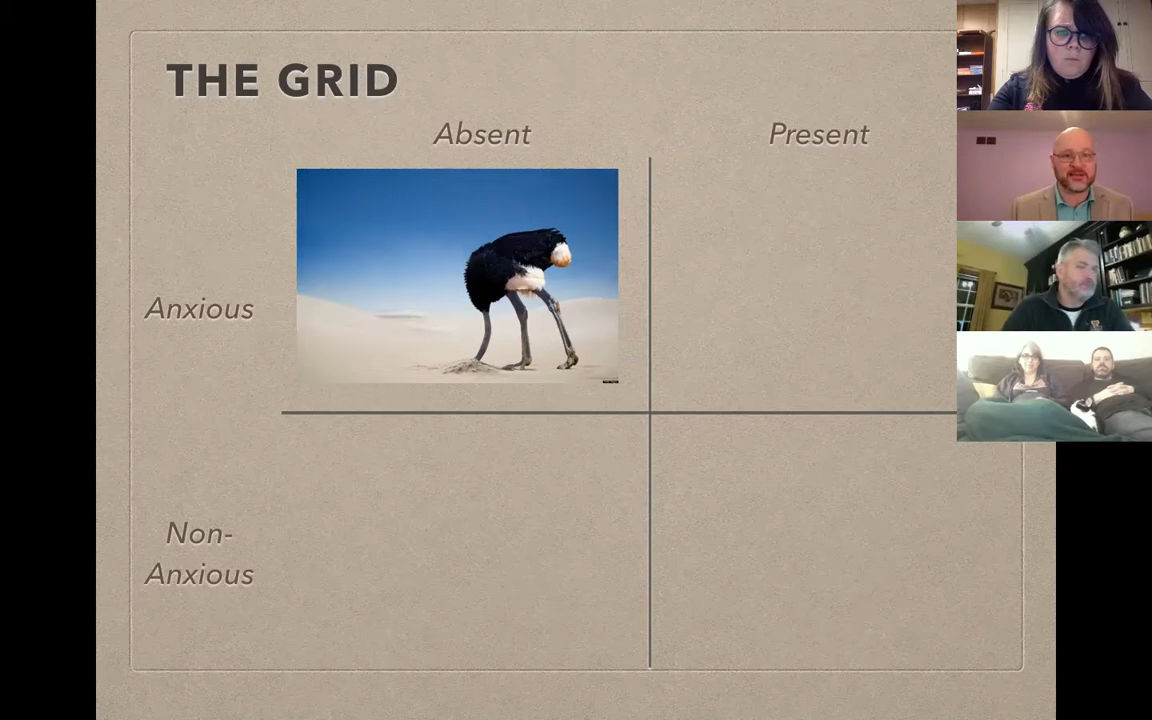 THE GRID
Absent
Present
Anxious
Non-
Anxious